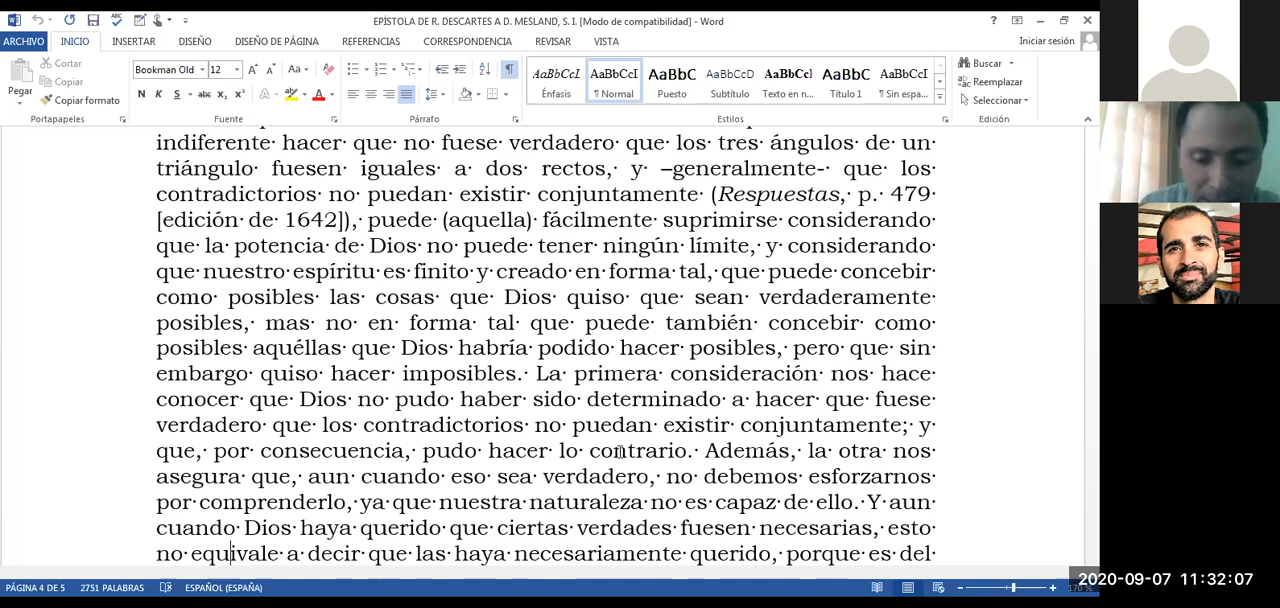 EPÍSTOLA DE R. DESCARTES A D. MESLAND, S. I. [Modo de compatibilidad] - Word
ARCHIVO INICIO INSERTAR DISEÑO DISEÑO DE PÁGINA REFERENCIAS CORRESPONDENCIA REVISAR VISTA Iniciar sesión
Pegar
Cortar
Copiar
Copiar formato
Portapapeles
Bookman Old 12
N K S abc
Fuente
Párrafo
AaBbCcI AaBbCcI AaBbC AaBbCcD AaBbCcI AaBbC AaBbCcI
Énfasis ¶ Normal Puesto Subtítulo Texto en n... Título 1 ¶ Sin espa...
Estilos
Buscar
Reemplazar
Seleccionar
Edición
indiferente hacer que no fuese verdadero que los tres ángulos de un
triángulo fuesen iguales a dos rectos, y –generalmente- que los
contradictorios no puedan existir conjuntamente (Respuestas, p. 479
[edición de 1642]), puede (aquella) fácilmente suprimirse considerando
que la potencia de Dios no puede tener ningún límite, y considerando
que nuestro espíritu es finito y creado en forma tal, que puede concebir
como posibles las cosas que Dios quiso que sean verdaderamente
posibles, mas no en forma tal que puede también concebir como
posibles aquéllas que Dios habría podido hacer posibles, pero que sin
embargo quiso hacer imposibles. La primera consideración nos hace
conocer que Dios no pudo haber sido determinado a hacer que fuese
verdadero que los contradictorios no puedan existir conjuntamente; y
que, por consecuencia, pudo hacer lo contrario. Además, la otra nos
asegura que, aun cuando eso sea verdadero, no debemos esforzarnos
por comprenderlo, ya que nuestra naturaleza no es capaz de ello. Y aun
cuando Dios haya querido que ciertas verdades fuesen necesarias, esto
no equivale a decir que las haya necesariamente querido, porque es del
PÁGINA 4 DE 5 2751 PALABRAS ESPAÑOL (ESPAÑA) 170 %
2020-09-07 11:32:07